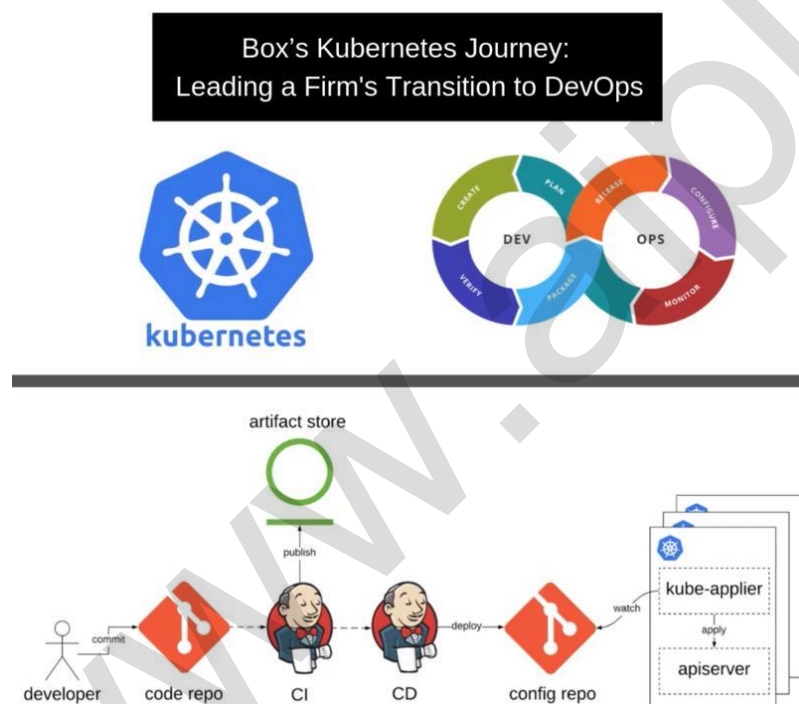 Box’s Kubernetes Journey:
Leading a Firm's Transition to DevOps
kubernetes
CREATE
PLAN
RELEASE
CONFIGURE
DEV
OPS
VERIFY
PACKAGE
MONITOR
artifact store
publish
kube-applier
watch
apply
commit
deploy
apiserver
developer
code repo
CI
CD
config repo